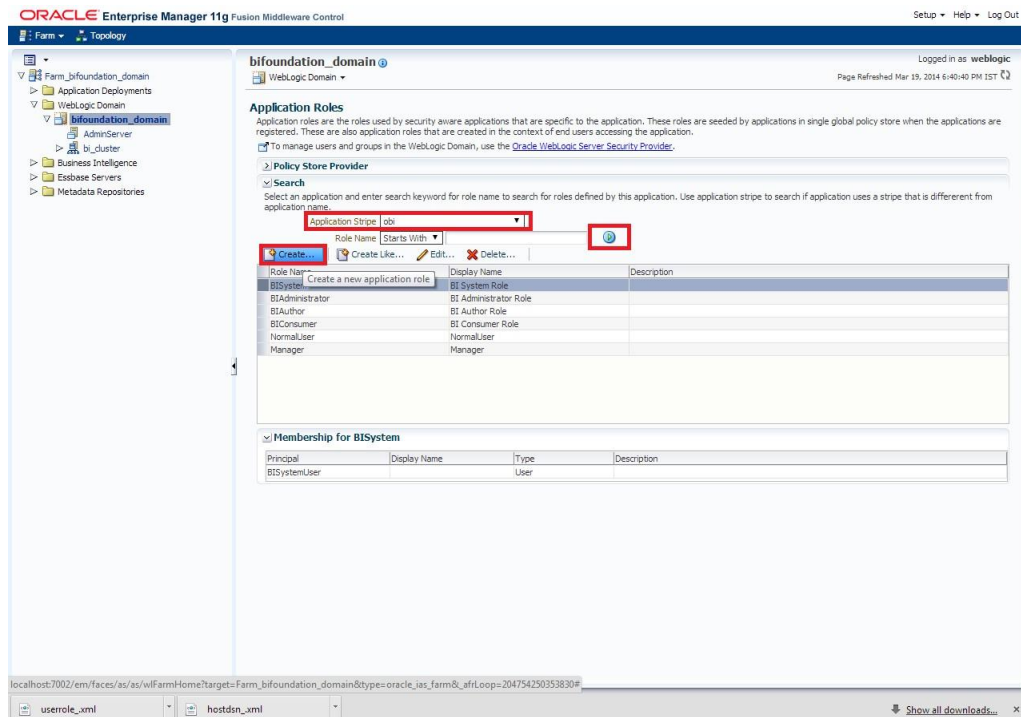 ORACLE Enterprise Manager 11g Fusion Middleware Control
Setup Help Log Out
Farm Topology
Farm_bifoundation_domain
Application Deployments
WebLogic Domain
bifoundation_domain
AdminServer
bi_cluster
Business Intelligence
Essbase Servers
Metadata Repositories
bifoundation_domain
Logged in as weblogic
WebLogic Domain
Page Refreshed Mar 19, 2014 6:40:40 PM IST
Application Roles
Application roles are the roles used by security aware applications that are specific to the application. These roles are seeded by applications in single global policy store when the applications are
registered. These are also application roles that are created in the context of end users accessing the application.
To manage users and groups in the WebLogic Domain, use the Oracle WebLogic Server Security Provider.
Policy Store Provider
Search
Select an application and enter search keyword for role name to search for roles defined by this application. Use application stripe to search if application uses a stripe that is differerent from
application name.
Application Stripe obi
Role Name Starts With
Create... Create Like... Edit... Delete...
Role Name Display Name Description
Create a new application role
BISystem BI System Role
BIAdministrator BI Administrator Role
BIAuthor BI Author Role
BIConsumer BI Consumer Role
NormalUser NormalUser
Manager Manager
Membership for BISystem
Principal Display Name Type Description
BISystemUser User
localhost:7002/em/faces/as/as/wlFarmHome?target=Farm_bifoundation_domain&type=oracle_ias_farm&_afrLoop=204754250353830#
userrole_.xml hostdsn_.xml Show all downloads...